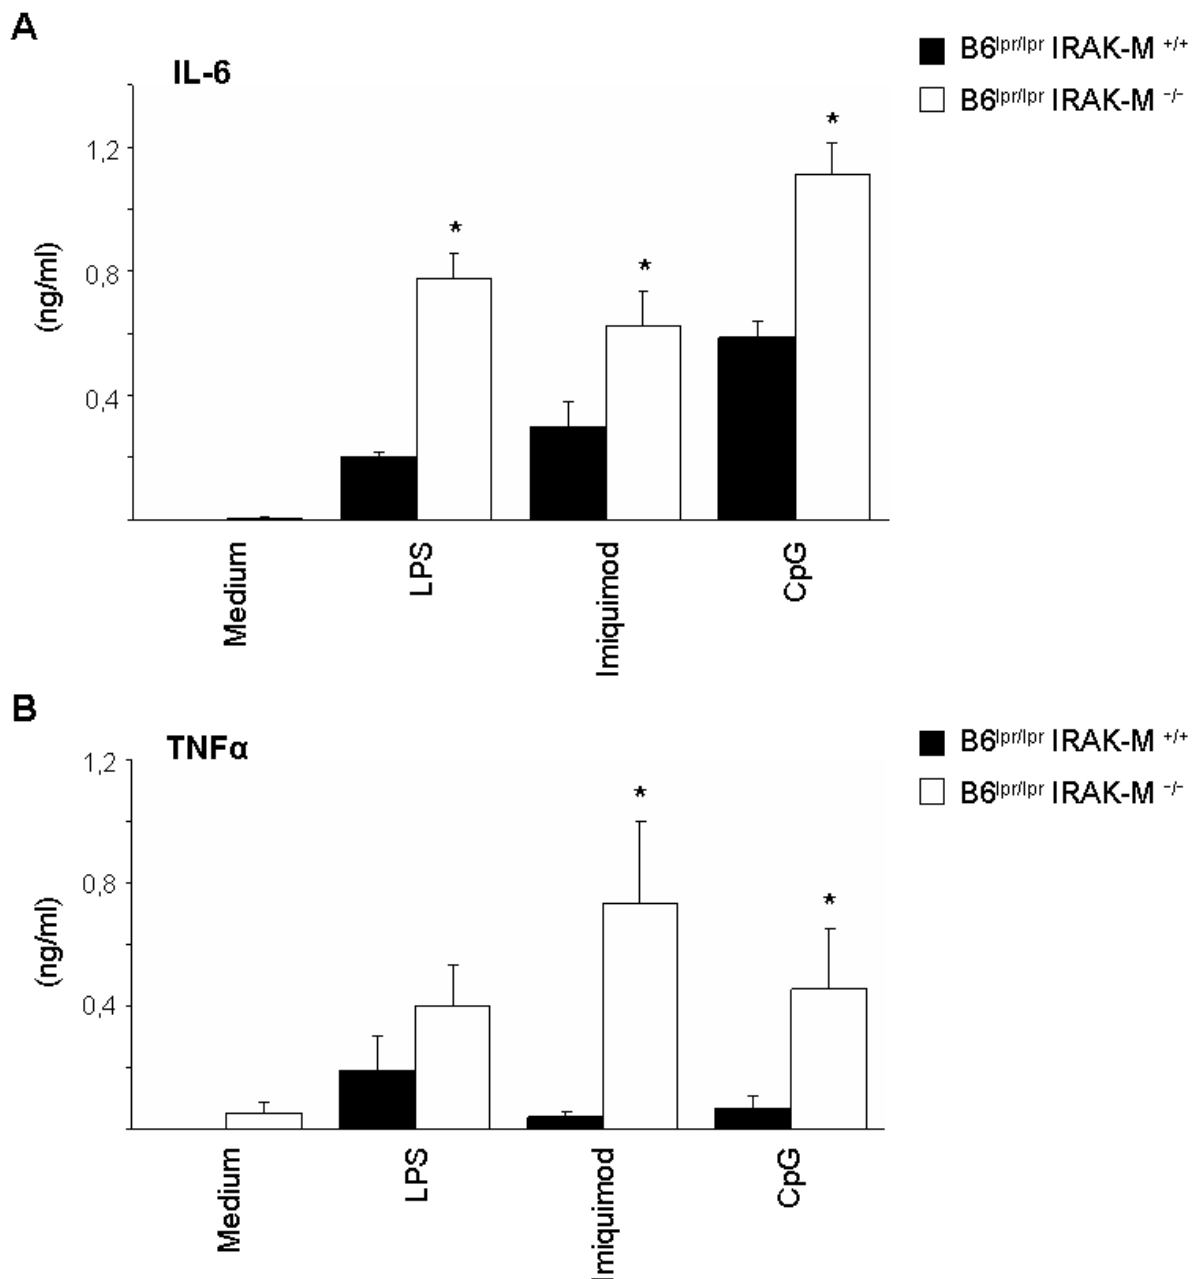 A
IL-6
B6lpr/lpr IRAK-M +/+
B6lpr/lpr IRAK-M -/-
(ng/ml)
1,2
0,8
0,4
*
*
*
Medium
LPS
Imiquimod
CpG
B
TNFα
B6lpr/lpr IRAK-M +/+
B6lpr/lpr IRAK-M -/-
(ng/ml)
1,2
0,8
0,4
*
*
Medium
LPS
Imiquimod
CpG